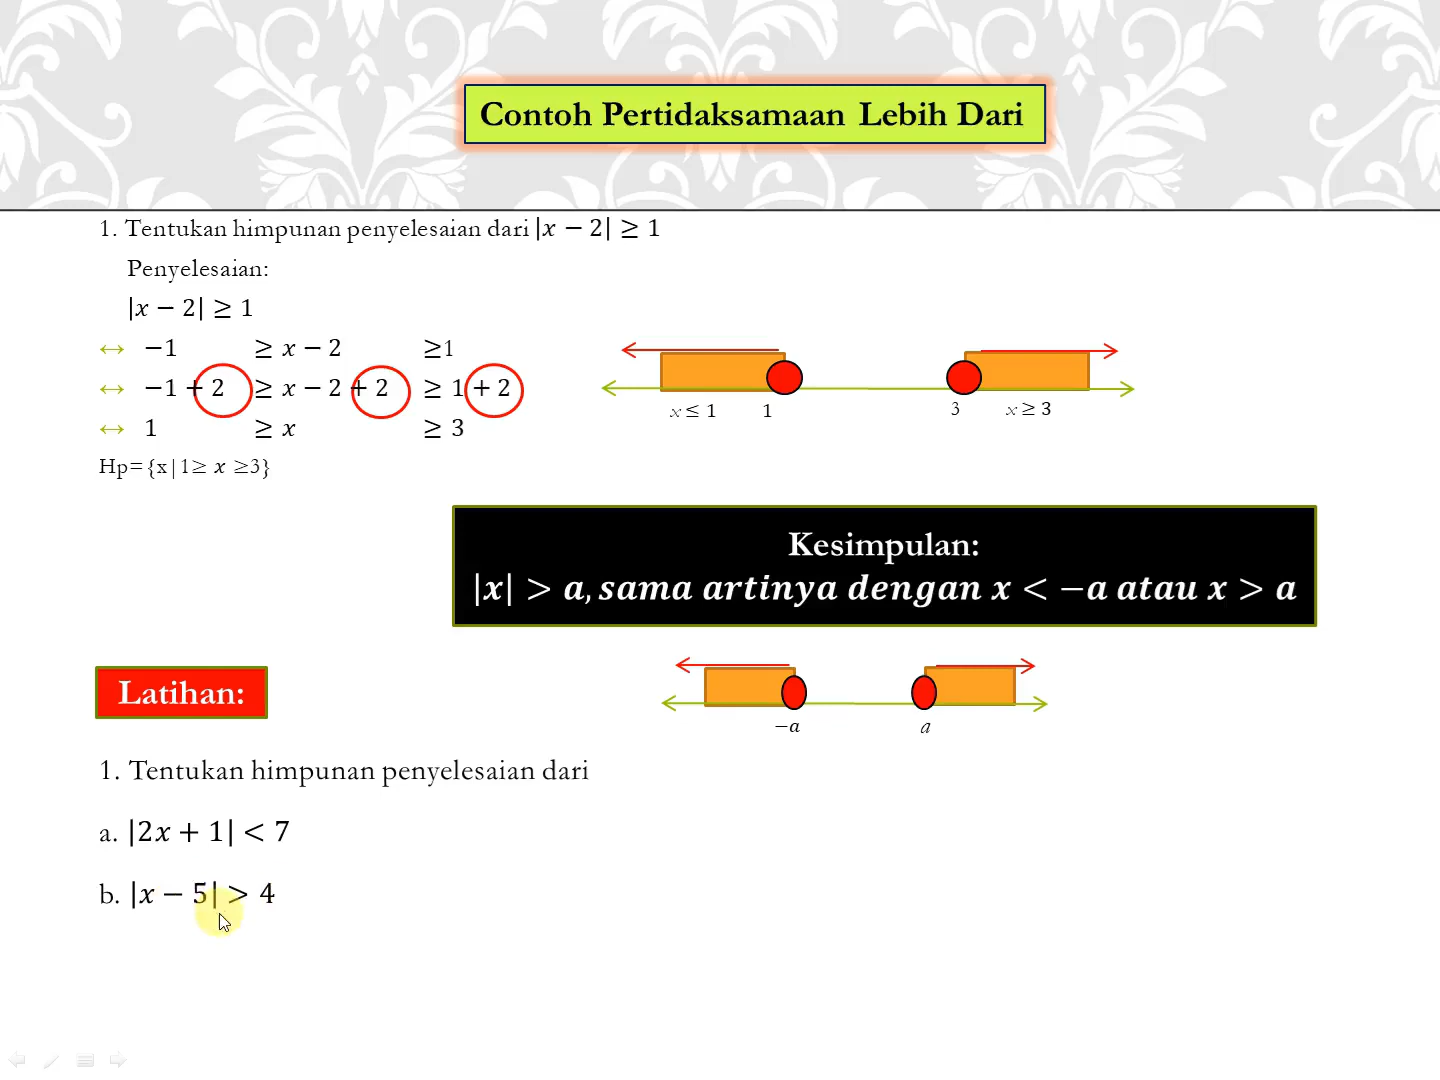 Contoh Pertidaksamaan Lebih Dari
1. Tentukan himpunan penyelesaian dari |x − 2| ≥ 1
Penyelesaian:
|x − 2| ≥ 1
↔ −1 ≥ x − 2 ≥1
↔ −1 + 2 ≥ x − 2 + 2 ≥ 1 + 2
↔ 1 ≥ x ≥ 3
Hp={x|1≥ x ≥3}
x ≤ 1 1 3 x ≥ 3
Kesimpulan:
|x| > a, sama artinya dengan x < −a atau x > a
−a a
Latihan:
1. Tentukan himpunan penyelesaian dari
a. |2x + 1| < 7
b. |x − 5| > 4